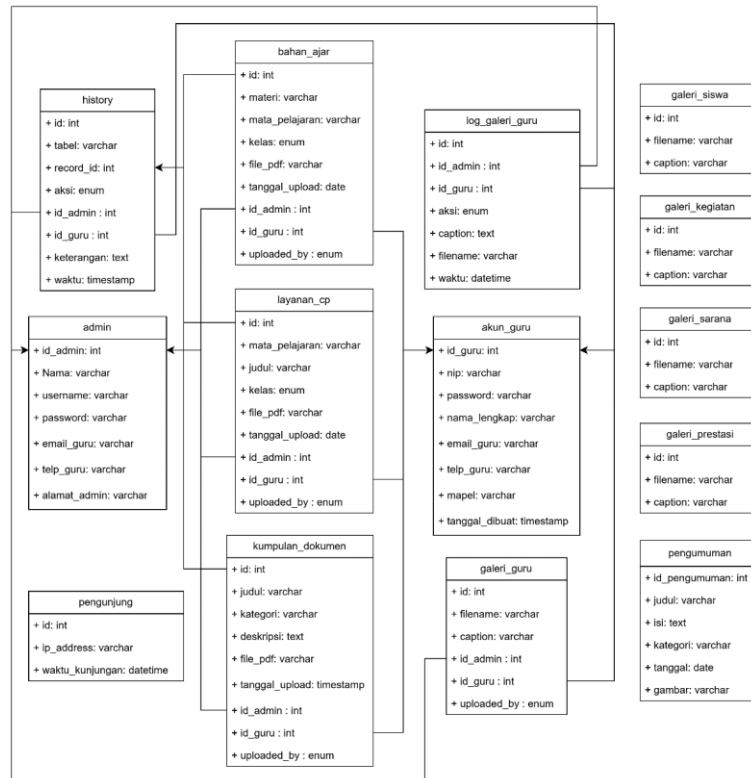 history
+ id: int
+ tabel: varchar
+ record_id: int
+ aksi: enum
+ id_admin : int
+ id_guru : int
+ keterangan: text
+ waktu: timestamp
admin
+ id_admin: int
+ Nama: varchar
+ username: varchar
+ password: varchar
+ email_guru: varchar
+ telp_guru: varchar
+ alamat_admin: varchar
pengunjung
+ id: int
+ ip_address: varchar
+ waktu_kunjungan: datetime
bahan_ajar
+ id: int
+ materi: varchar
+ mata_pelajaran: varchar
+ kelas: enum
+ file_pdf: varchar
+ tanggal_upload: date
+ id_admin : int
+ id_guru : int
+ uploaded_by : enum
layanan_cp
+ id: int
+ mata_pelajaran: varchar
+ judul: varchar
+ kelas: enum
+ file_pdf: varchar
+ tanggal_upload: date
+ id_admin : int
+ id_guru : int
+ uploaded_by : enum
kumpulan_dokumen
+ id: int
+ judul: varchar
+ kategori: varchar
+ deskripsi: text
+ file_pdf: varchar
+ tanggal_upload: timestamp
+ id_admin : int
+ id_guru : int
+ uploaded_by : enum
log_galeri_guru
+ id: int
+ id_admin : int
+ id_guru : int
+ aksi: enum
+ caption: text
+ filename: varchar
+ waktu: datetime
akun_guru
+ id_guru: int
+ nip: varchar
+ password: varchar
+ nama_lengkap: varchar
+ email_guru: varchar
+ telp_guru: varchar
+ mapel: varchar
+ tanggal_dibuat: timestamp
galeri_guru
+ id: int
+ filename: varchar
+ caption: varchar
+ id_admin : int
+ id_guru : int
+ uploaded_by : enum
galeri_siswa
+ id: int
+ filename: varchar
+ caption: varchar
galeri_kegiatan
+ id: int
+ filename: varchar
+ caption: varchar
galeri_sarana
+ id: int
+ filename: varchar
+ caption: varchar
galeri_prestasi
+ id: int
+ filename: varchar
+ caption: varchar
pengumuman
+ id_pengumuman: int
+ judul: varchar
+ isi: text
+ kategori: varchar
+ tanggal: date
+ gambar: varchar